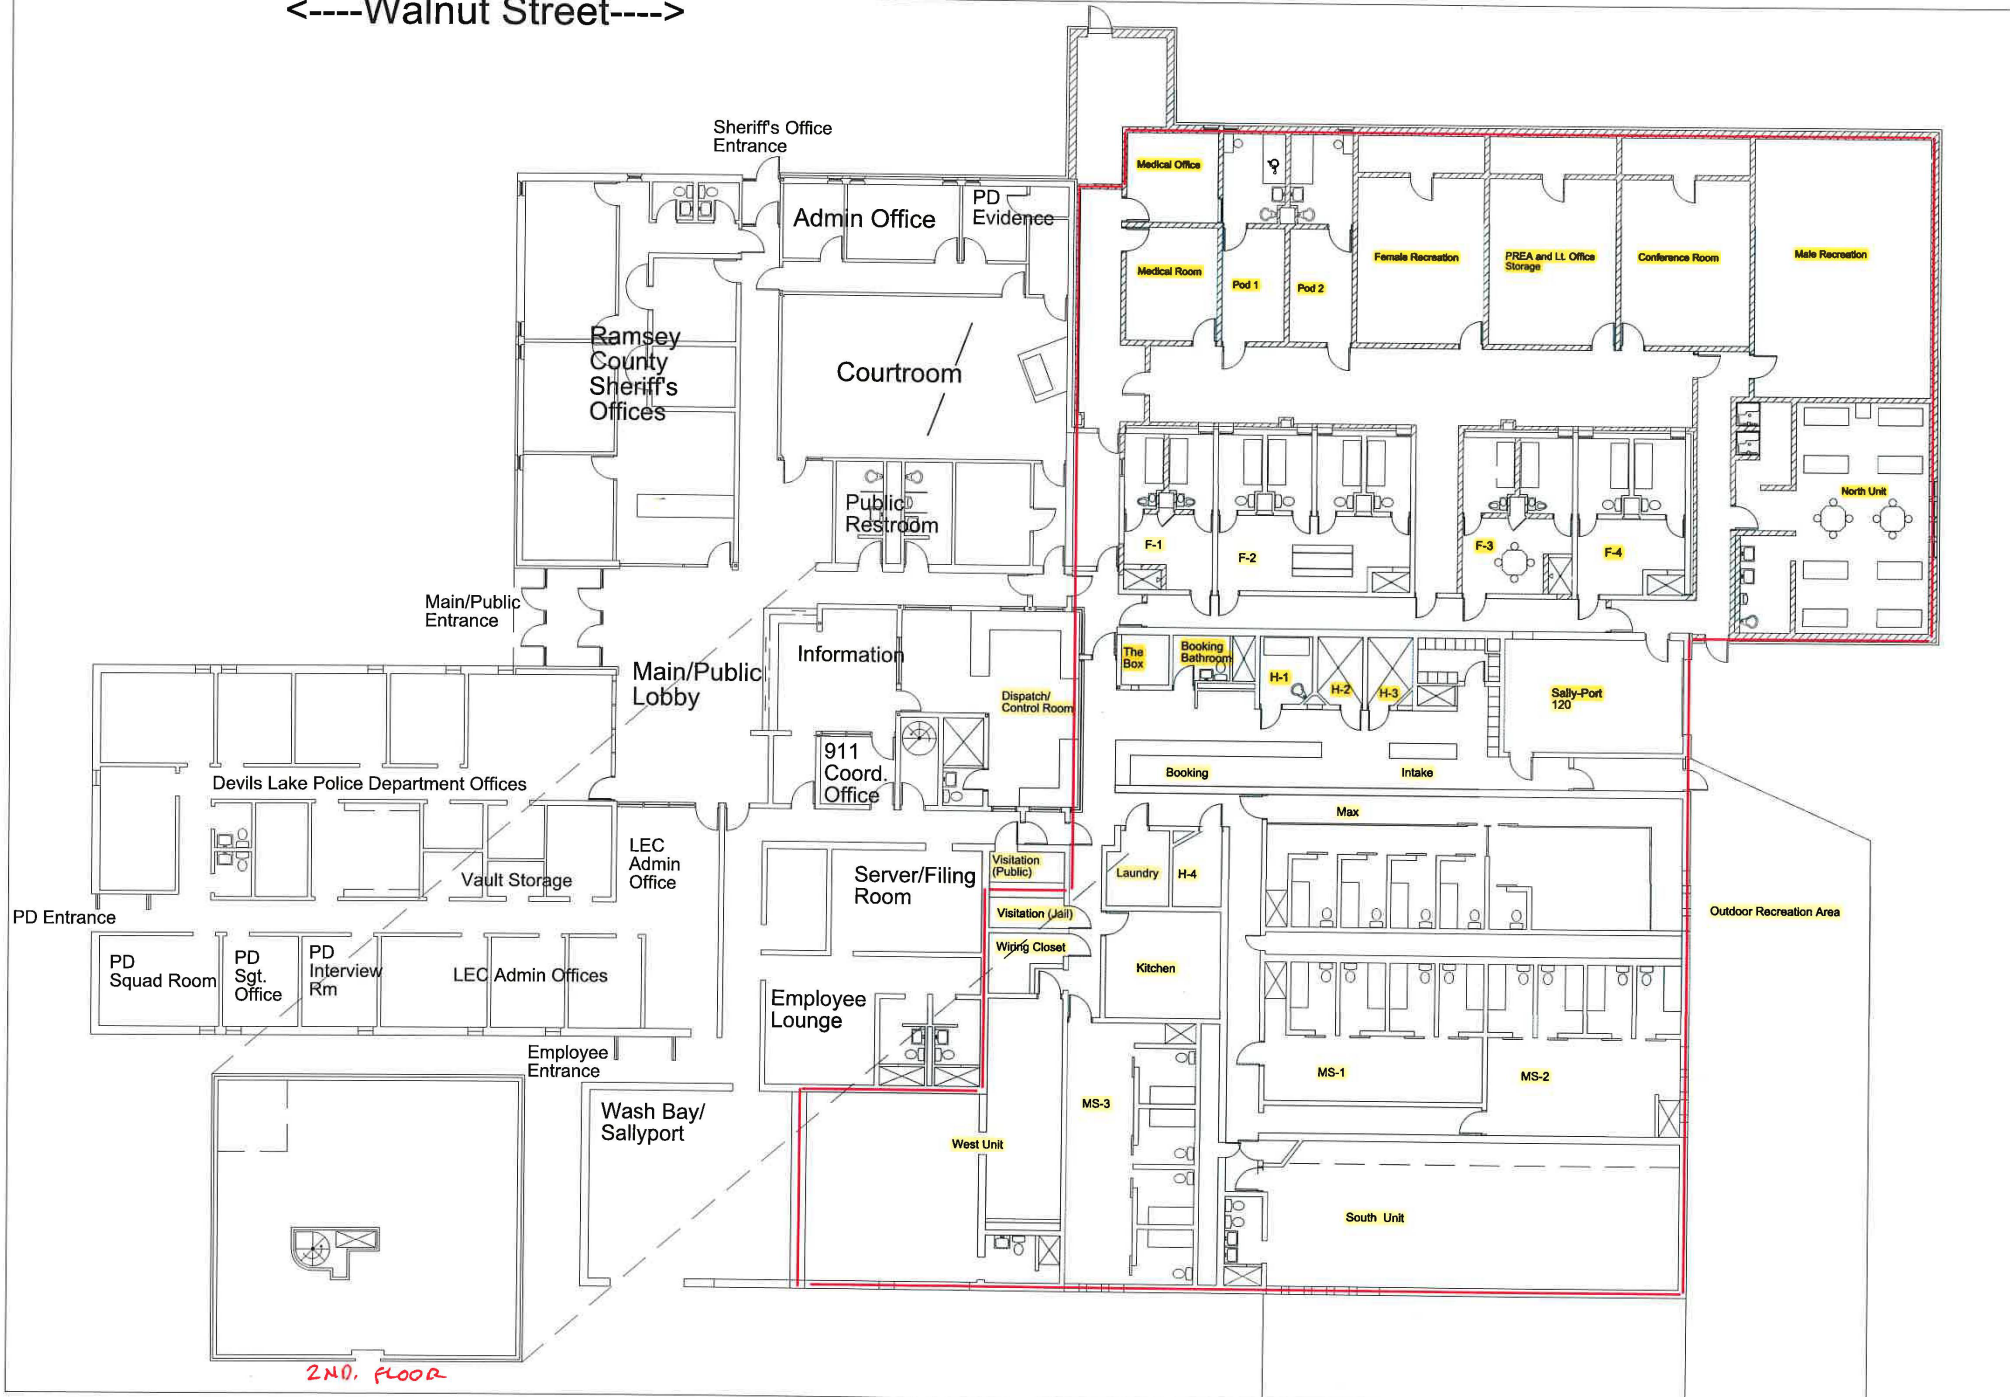 <----Walnut Street---->
Sheriff's Office
Entrance
Admin Office
PD
Evidence
Medical Office
Medical Room
Pod 1
Pod 2
Female Recreation
PREA and Lt. Office
Storage
Conference Room
Male Recreation
Ramsey
County
Sheriff's
Offices
Courtroom
Public
Restroom
North Unit
F-1
F-2
F-3
F-4
Main/Public
Entrance
Main/Public
Lobby
Information
Dispatch/
Control Room
The
Box
Booking
Bathroom
H-1
H-2
H-3
Sally-Port
120
911
Coord.
Office
Booking
Intake
Devils Lake Police Department Offices
Max
LEC
Admin
Office
Vault Storage
Server/Filing
Room
Visitation
(Public)
Laundry
H-4
PD Entrance
Visitation (Jail)
Outdoor Recreation Area
PD
Squad Room
PD
Sgt.
Office
PD
Interview
Rm
LEC Admin Offices
Wiring Closet
Kitchen
Employee
Lounge
Employee
Entrance
MS-1
MS-2
MS-3
Wash Bay/
Sallyport
West Unit
South Unit
2ND. FLOOR